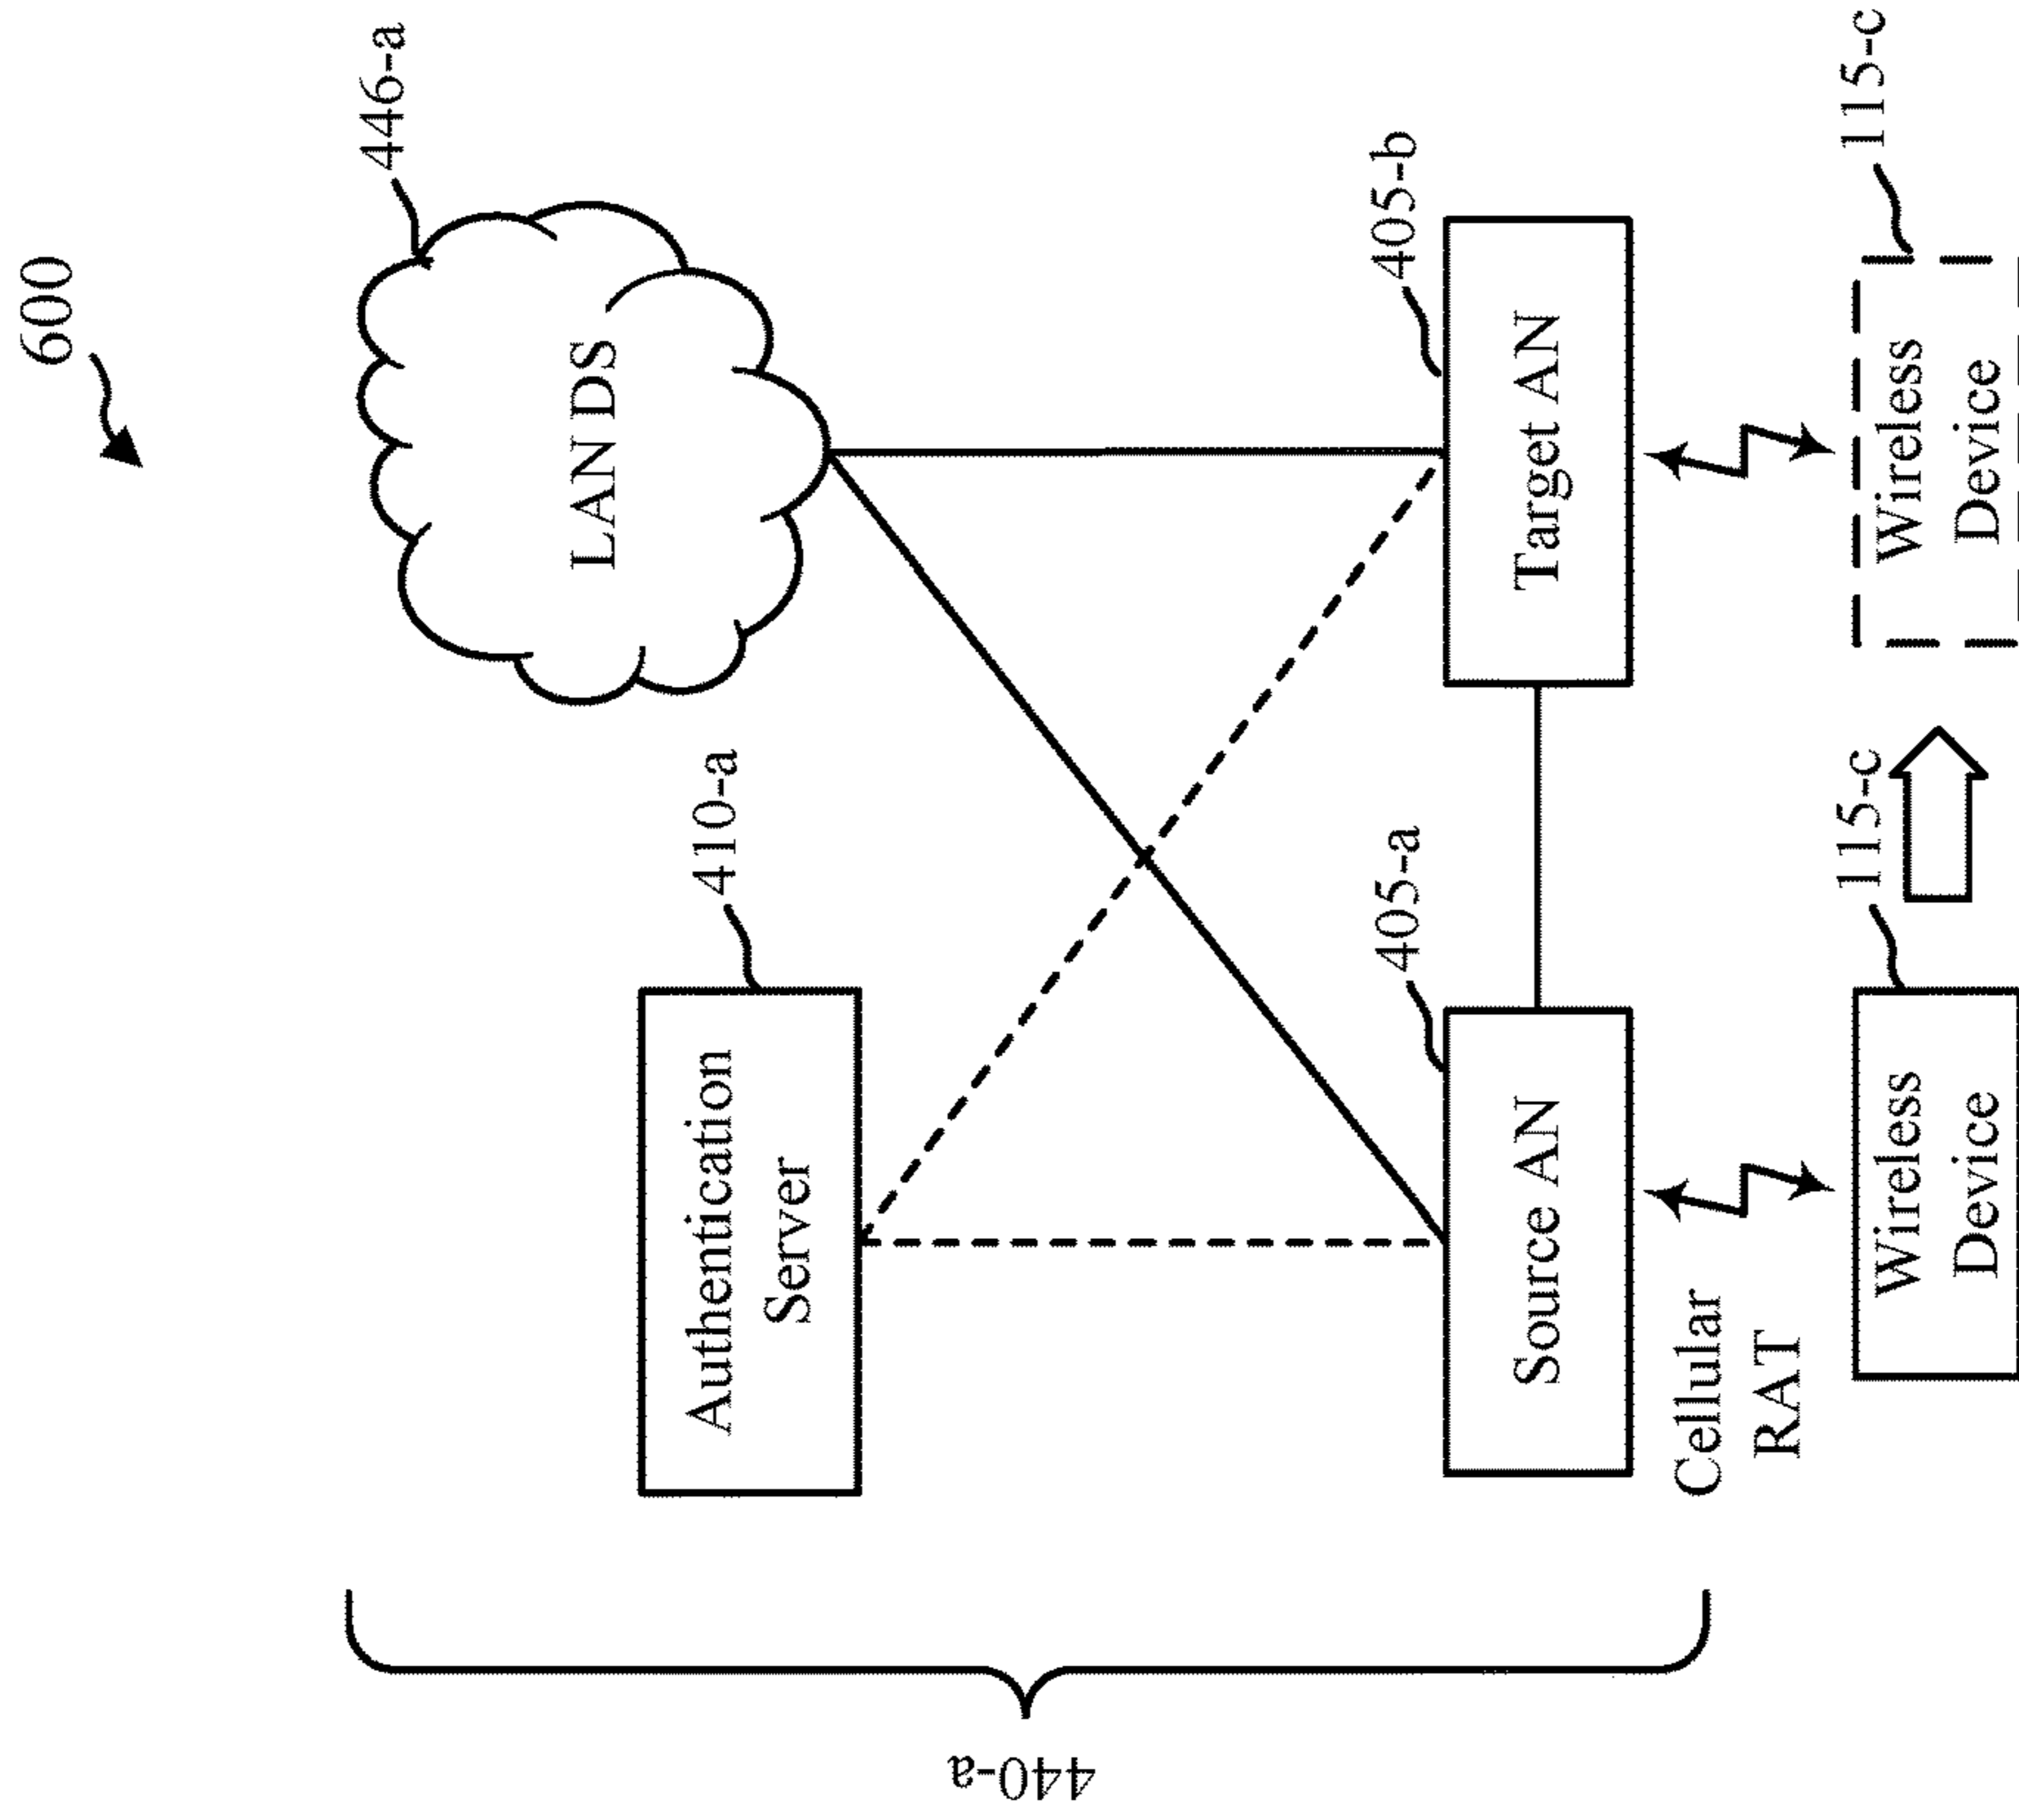 600
446-a
LAN DS
410-a
Authentication
Server
405-a
405-b
Source AN
Target AN
Cellular
RAT
115-c
115-c
Wireless
Device
Wireless
Device
440-a